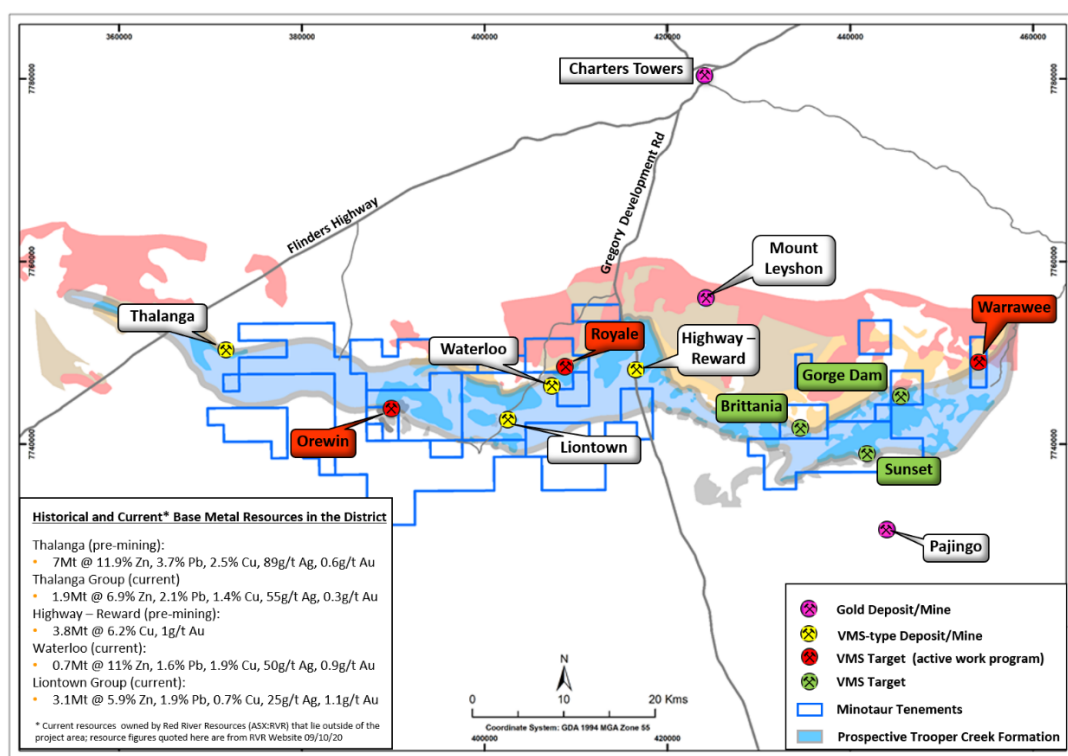 360000
380000
400000
420000
440000
460000
7780000
7780000
Charters Towers
Flinders Highway
Gregory Development Rd
7760000
7760000
Mount
Leyshon
Thalanga
Warrawee
Royale
Waterloo
Highway –
Reward
Gorge Dam
Brittania
Orewin
Liontown
Sunset
7740000
7740000
Pajingo
Historical and Current* Base Metal Resources in the District
Thalanga (pre-mining):
• 7Mt @ 11.9% Zn, 3.7% Pb, 2.5% Cu, 89g/t Ag, 0.6g/t Au
Thalanga Group (current)
• 1.9Mt @ 6.9% Zn, 2.1% Pb, 1.4% Cu, 55g/t Ag, 0.3g/t Au
Highway – Reward (pre-mining):
• 3.8Mt @ 6.2% Cu, 1g/t Au
Waterloo (current):
• 0.7Mt @ 11% Zn, 1.6% Pb, 1.9% Cu, 50g/t Ag, 0.9g/t Au
Liontown Group (current):
• 3.1Mt @ 5.9% Zn, 1.9% Pb, 0.7% Cu, 25g/t Ag, 1.1g/t Au
* Current resources owned by Red River Resources (ASX:RVR) that lie outside of the
project area; resource figures quoted here are from RVR Website 09/10/20
N
0 10 20 Kms
Coordinate System: GDA 1994 MGA Zone 55
Gold Deposit/Mine
VMS-type Deposit/Mine
VMS Target (active work program)
VMS Target
Minotaur Tenements
Prospective Trooper Creek Formation
400000
420000